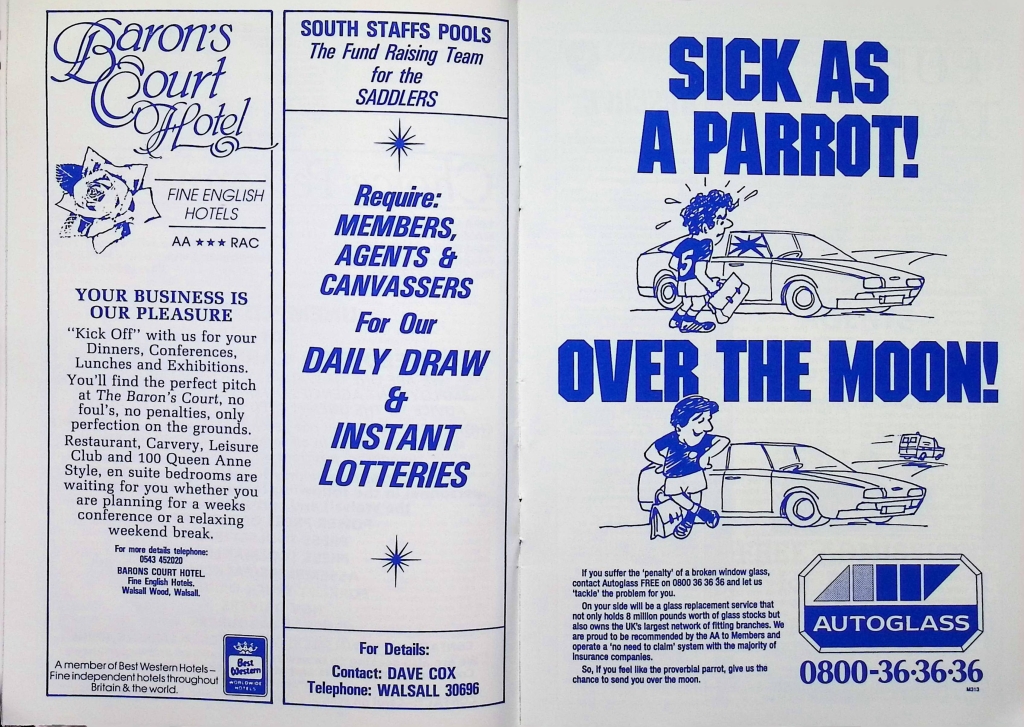 Baron's
Court
Hotel
FINE ENGLISH
HOTELS
AA ★★★ RAC
YOUR BUSINESS IS
OUR PLEASURE
"Kick Off" with us for your
Dinners, Conferences,
Lunches and Exhibitions.
You'll find the perfect pitch
at The Baron's Court, no
foul's, no penalties, only
perfection on the grounds.
Restaurant, Carvery, Leisure
Club and 100 Queen Anne
Style, en suite bedrooms are
waiting for you whether you
are planning for a weeks
conference or a relaxing
weekend break.
For more details telephone:
0543 452020
BARONS COURT HOTEL.
Fine English Hotels.
Walsall Wood, Walsall.
A member of Best Western Hotels –
Fine independent hotels throughout
Britain & the world.
Best
Western
WORLDWIDE
HOTELS
SOUTH STAFFS POOLS
The Fund Raising Team
for the
SADDLERS
Require:
MEMBERS,
AGENTS &
CANVASSERS
For Our
DAILY DRAW
&
INSTANT
LOTTERIES
For Details:
Contact: DAVE COX
Telephone: WALSALL 30696
SICK AS
A PARROT!
5
OVER THE MOON!
If you suffer the 'penalty' of a broken window glass,
contact Autoglass FREE on 0800 36 36 36 and let us
'tackle' the problem for you.
On your side will be a glass replacement service that
not only holds 8 million pounds worth of glass stocks but
also owns the UK's largest network of fitting branches. We
are proud to be recommended by the AA to Members and
operate a 'no need to claim' system with the majority of
insurance companies.
So, if you feel like the proverbial parrot, give us the
chance to send you over the moon.
AUTOGLASS
0800-36·36·36
M313